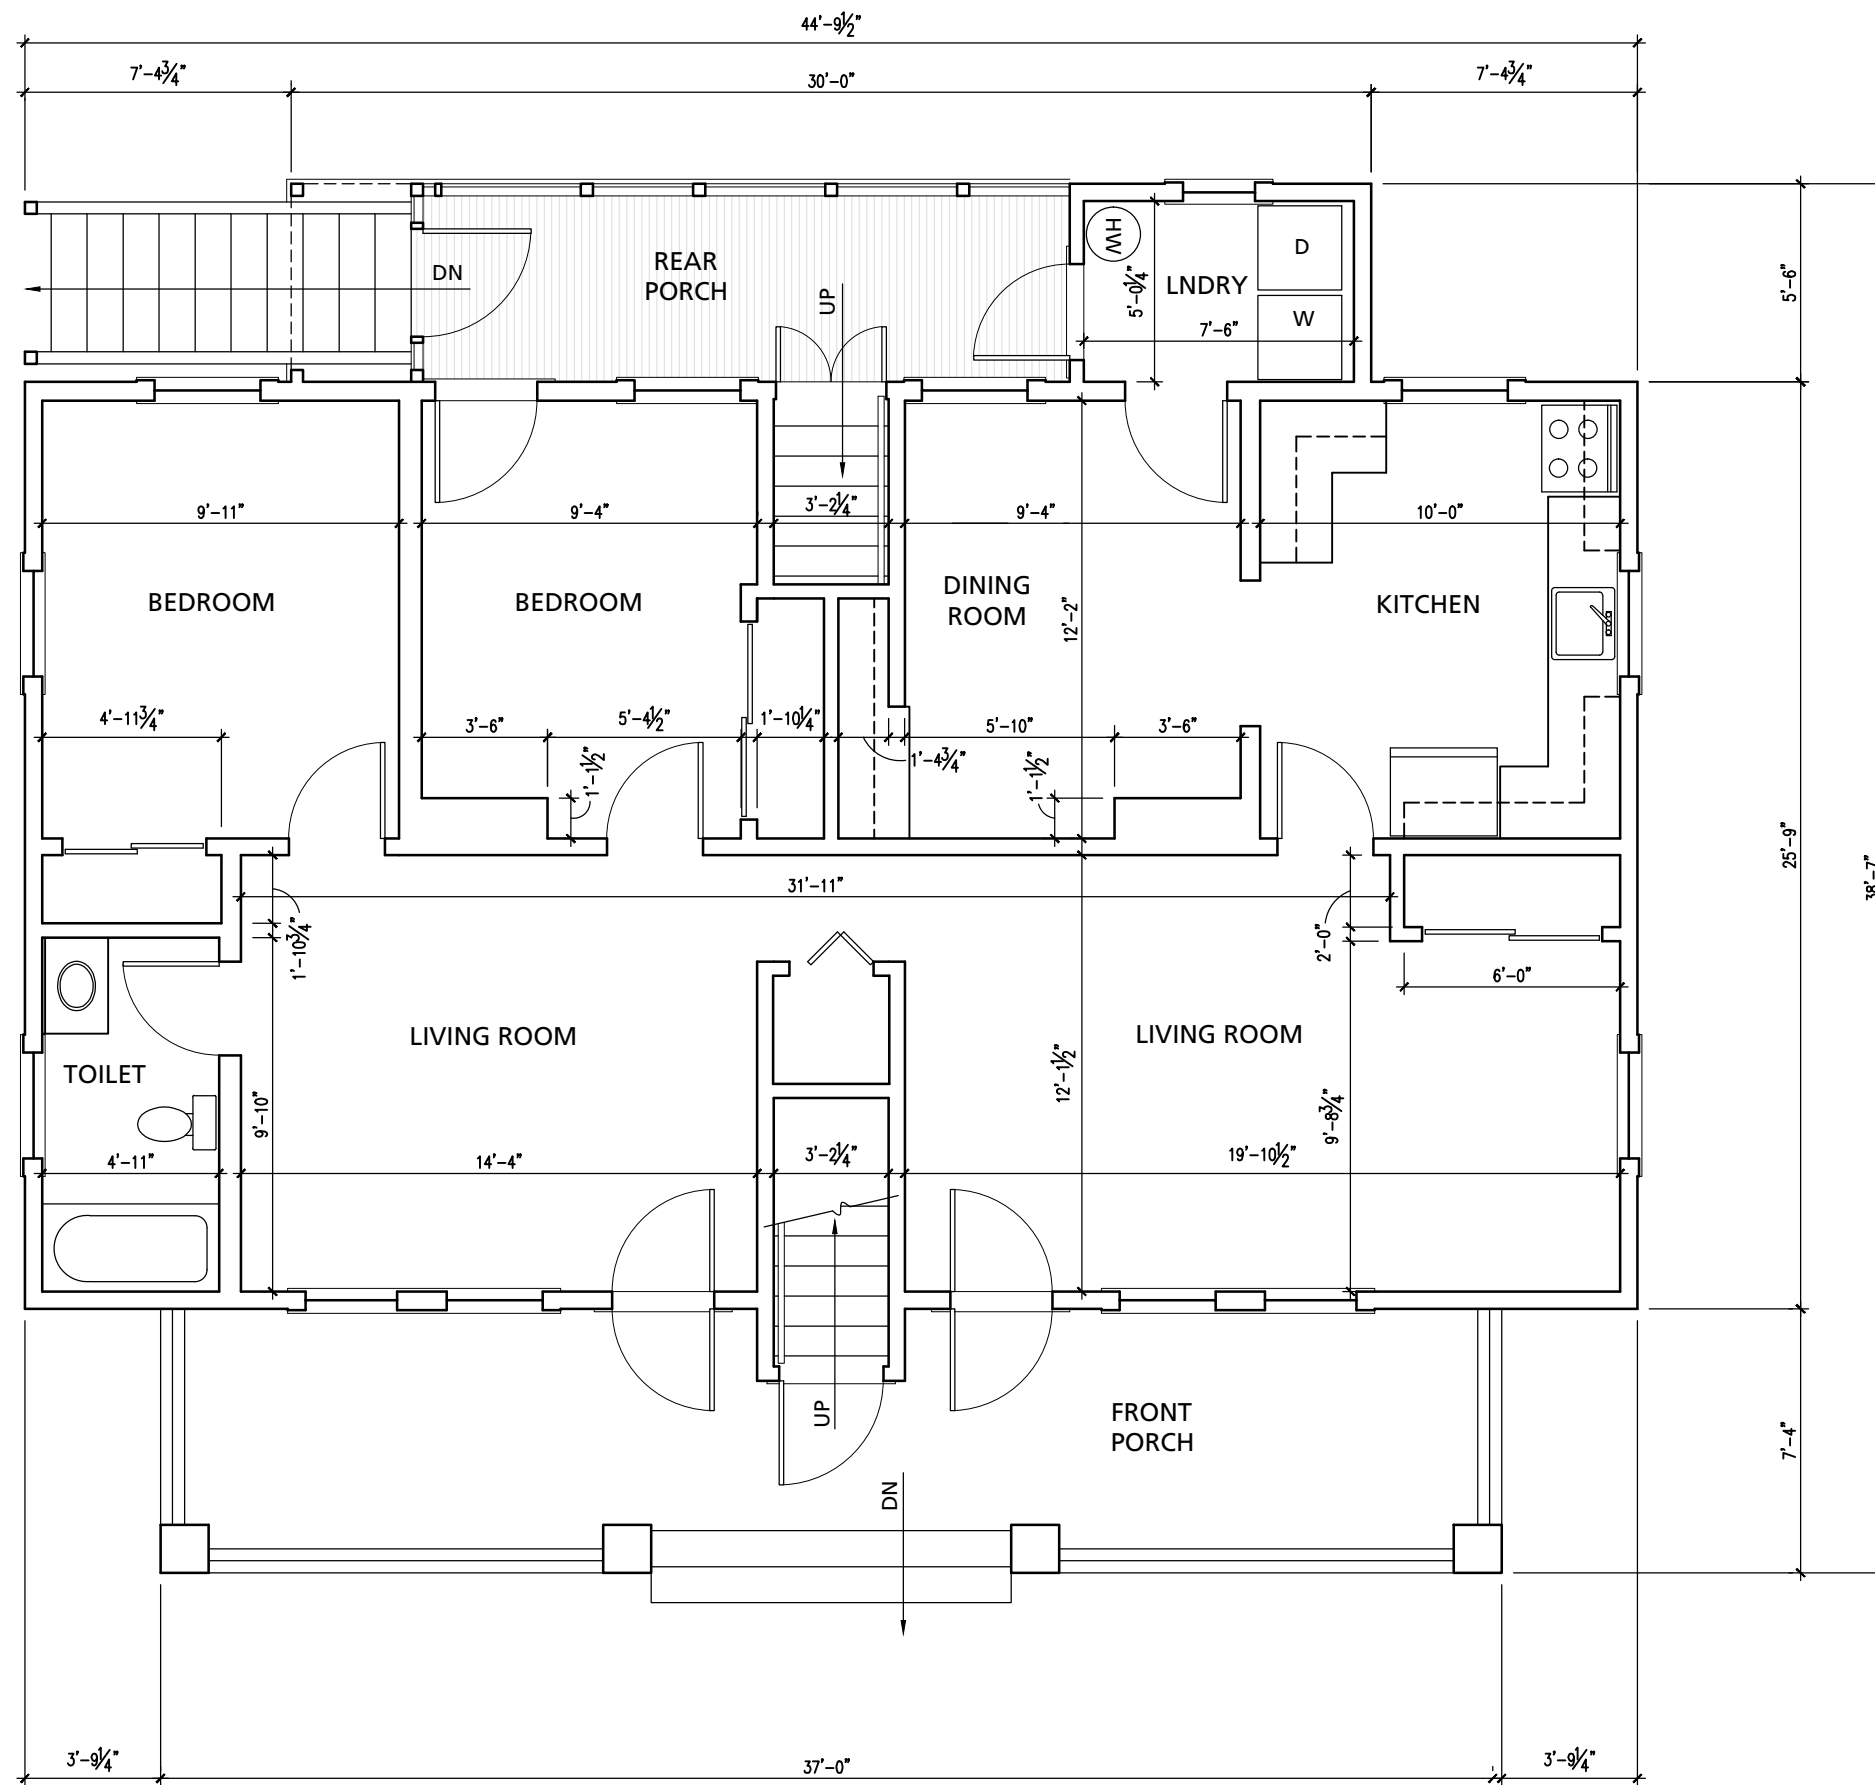 44'-9½"
7'-4¾"
30'-0"
7'-4¾"
REAR
PORCH
DN
UP
HW
5'-0¼"
LNDRY
D
W
7'-6"
5'-6"
9'-11"
9'-4"
3'-2¼"
9'-4"
10'-0"
BEDROOM
BEDROOM
DINING
ROOM
12'-2"
KITCHEN
4'-11¾"
3'-6"
5'-4½"
1'-10¼"
5'-10"
3'-6"
1'-1½"
1'-4¾"
1'-1½"
25'-9"
38'-7"
31'-11"
1'-10¾"
2'-0"
6'-0"
LIVING ROOM
LIVING ROOM
TOILET
12'-1½"
9'-10"
9'-8¾"
4'-11"
14'-4"
3'-2¼"
19'-10½"
UP
FRONT
PORCH
DN
7'-4"
3'-9¼"
37'-0"
3'-9¼"